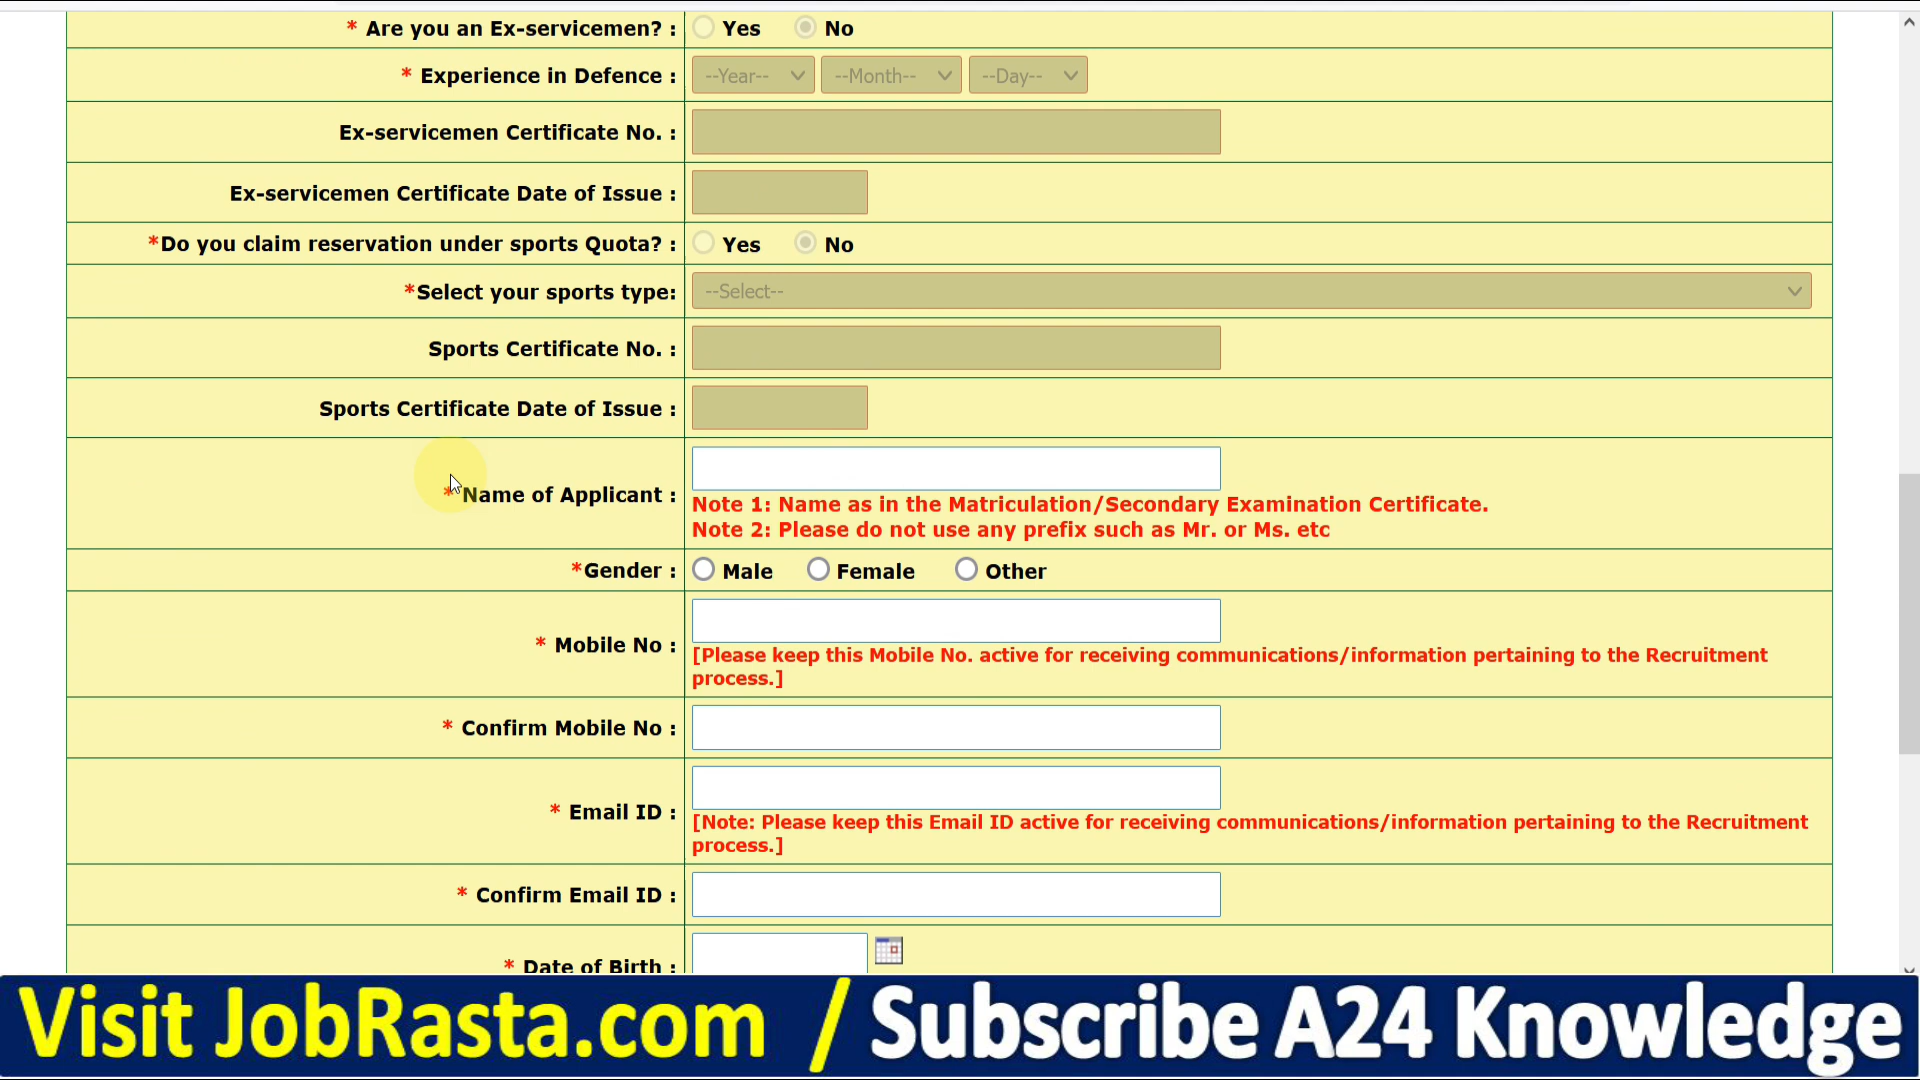 * Are you an Ex-servicemen? : Yes No
* Experience in Defence : --Year-- --Month-- --Day--
Ex-servicemen Certificate No. :
Ex-servicemen Certificate Date of Issue :
*Do you claim reservation under sports Quota? : Yes No
*Select your sports type: --Select--
Sports Certificate No. :
Sports Certificate Date of Issue :
* Name of Applicant :
Note 1: Name as in the Matriculation/Secondary Examination Certificate.
Note 2: Please do not use any prefix such as Mr. or Ms. etc
*Gender : Male Female Other
* Mobile No :
[Please keep this Mobile No. active for receiving communications/information pertaining to the Recruitment
process.]
* Confirm Mobile No :
* Email ID :
[Note: Please keep this Email ID active for receiving communications/information pertaining to the Recruitment
process.]
* Confirm Email ID :
* Date of Birth :
Visit JobRasta.com / Subscribe A24 Knowledge